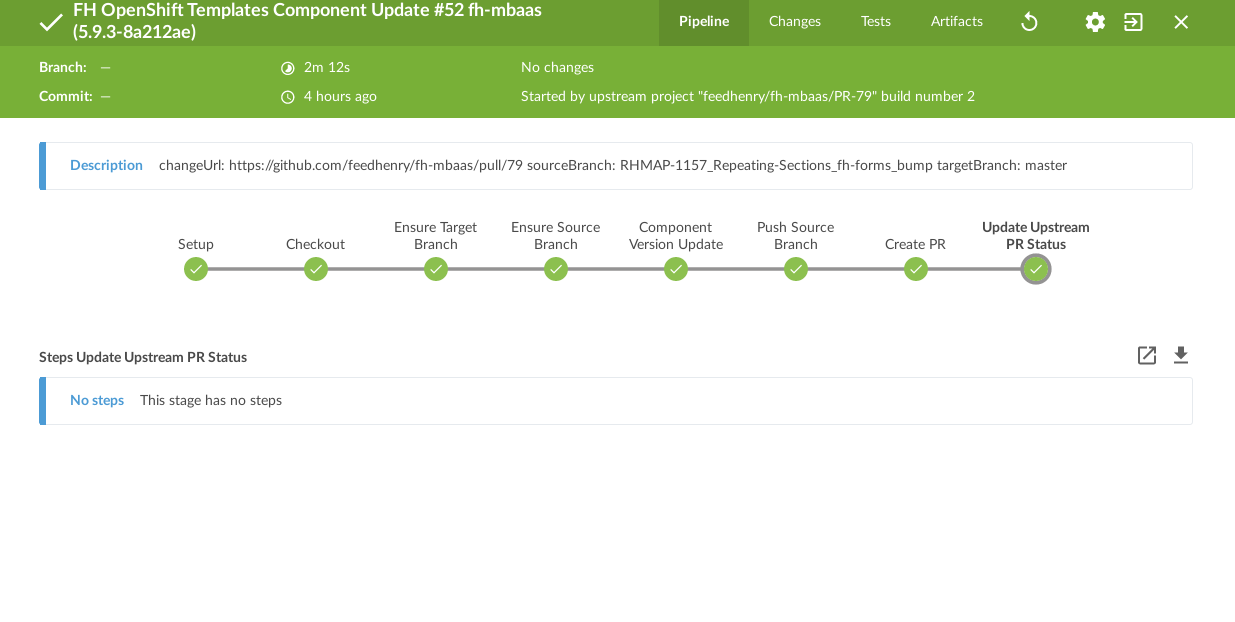 FH OpenShift Templates Component Update #52 fh-mbaas
(5.9.3-8a212ae)
Pipeline Changes Tests Artifacts
Branch: — 2m 12s No changes
Commit: — 4 hours ago Started by upstream project "feedhenry/fh-mbaas/PR-79" build number 2
Description changeUrl: https://github.com/feedhenry/fh-mbaas/pull/79 sourceBranch: RHMAP-1157_Repeating-Sections_fh-forms_bump targetBranch: master
Setup
Checkout
Ensure Target
Branch
Ensure Source
Branch
Component
Version Update
Push Source
Branch
Create PR
Update Upstream
PR Status
Steps Update Upstream PR Status
No steps This stage has no steps